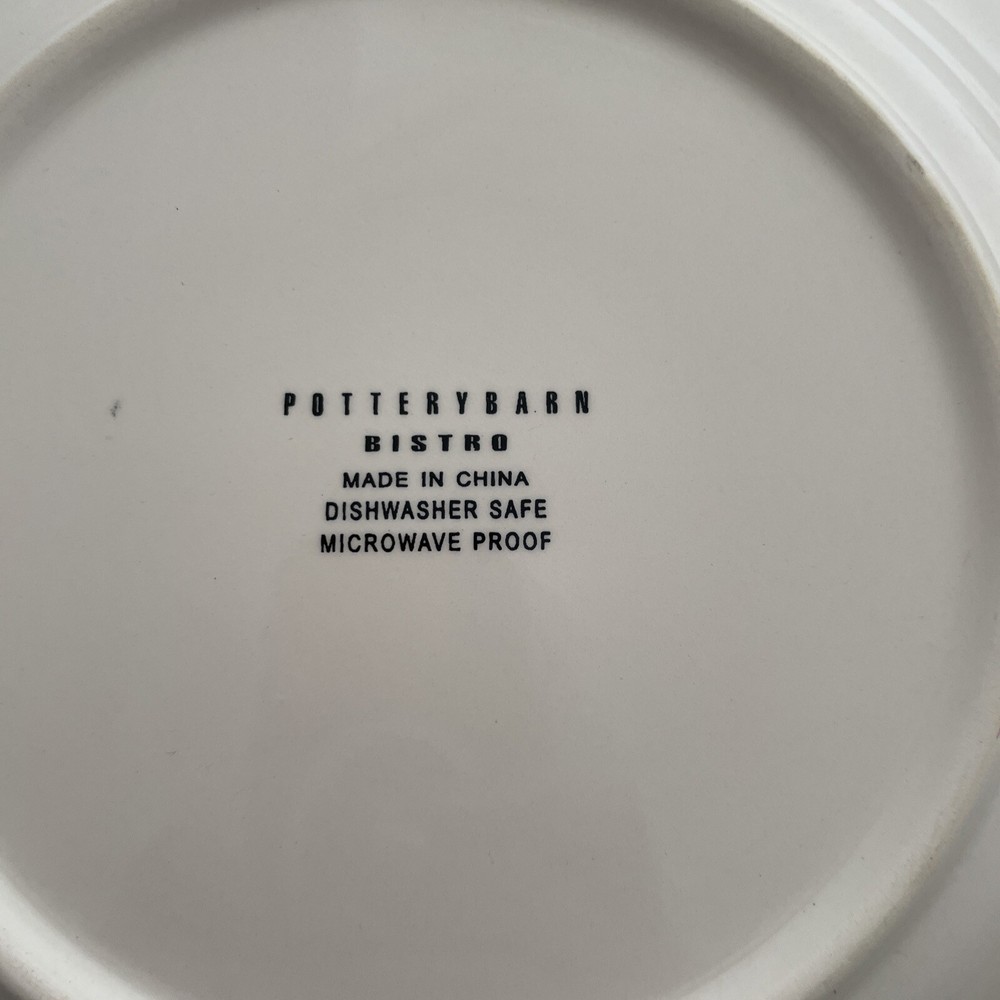 POTTERYBARN
BISTRO
MADE IN CHINA
DISHWASHER SAFE
MICROWAVE PROOF